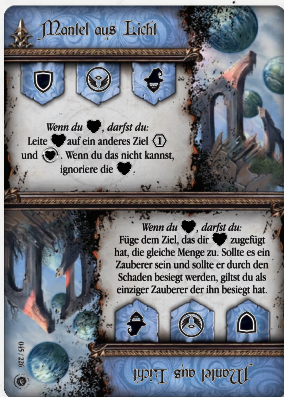 Mantel aus Licht
Wenn du, darfst du:
Leite auf ein anderes Ziel 1
und. Wenn du das nicht kannst,
ignoriere die.
Wenn du, darfst du:
Füge dem Ziel, das dir zugefügt
hat, die gleiche Menge zu. Sollte es ein
Zauberer sein und sollte er durch den
Schaden besiegt werden, giltst du als
einziger Zauberer der ihn besiegt hat.
Mantel aus Licht